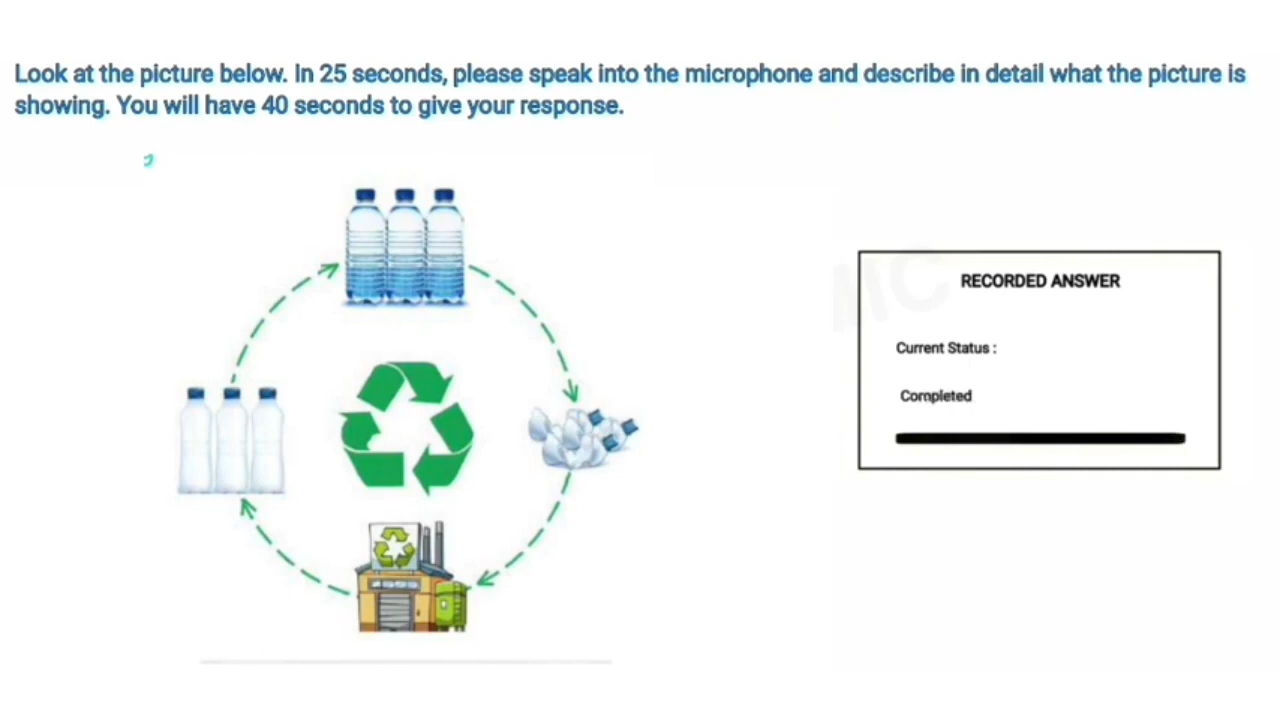 Look at the picture below. In 25 seconds, please speak into the microphone and describe in detail what the picture is
showing. You will have 40 seconds to give your response.
RECORDED ANSWER
Current Status :
Completed